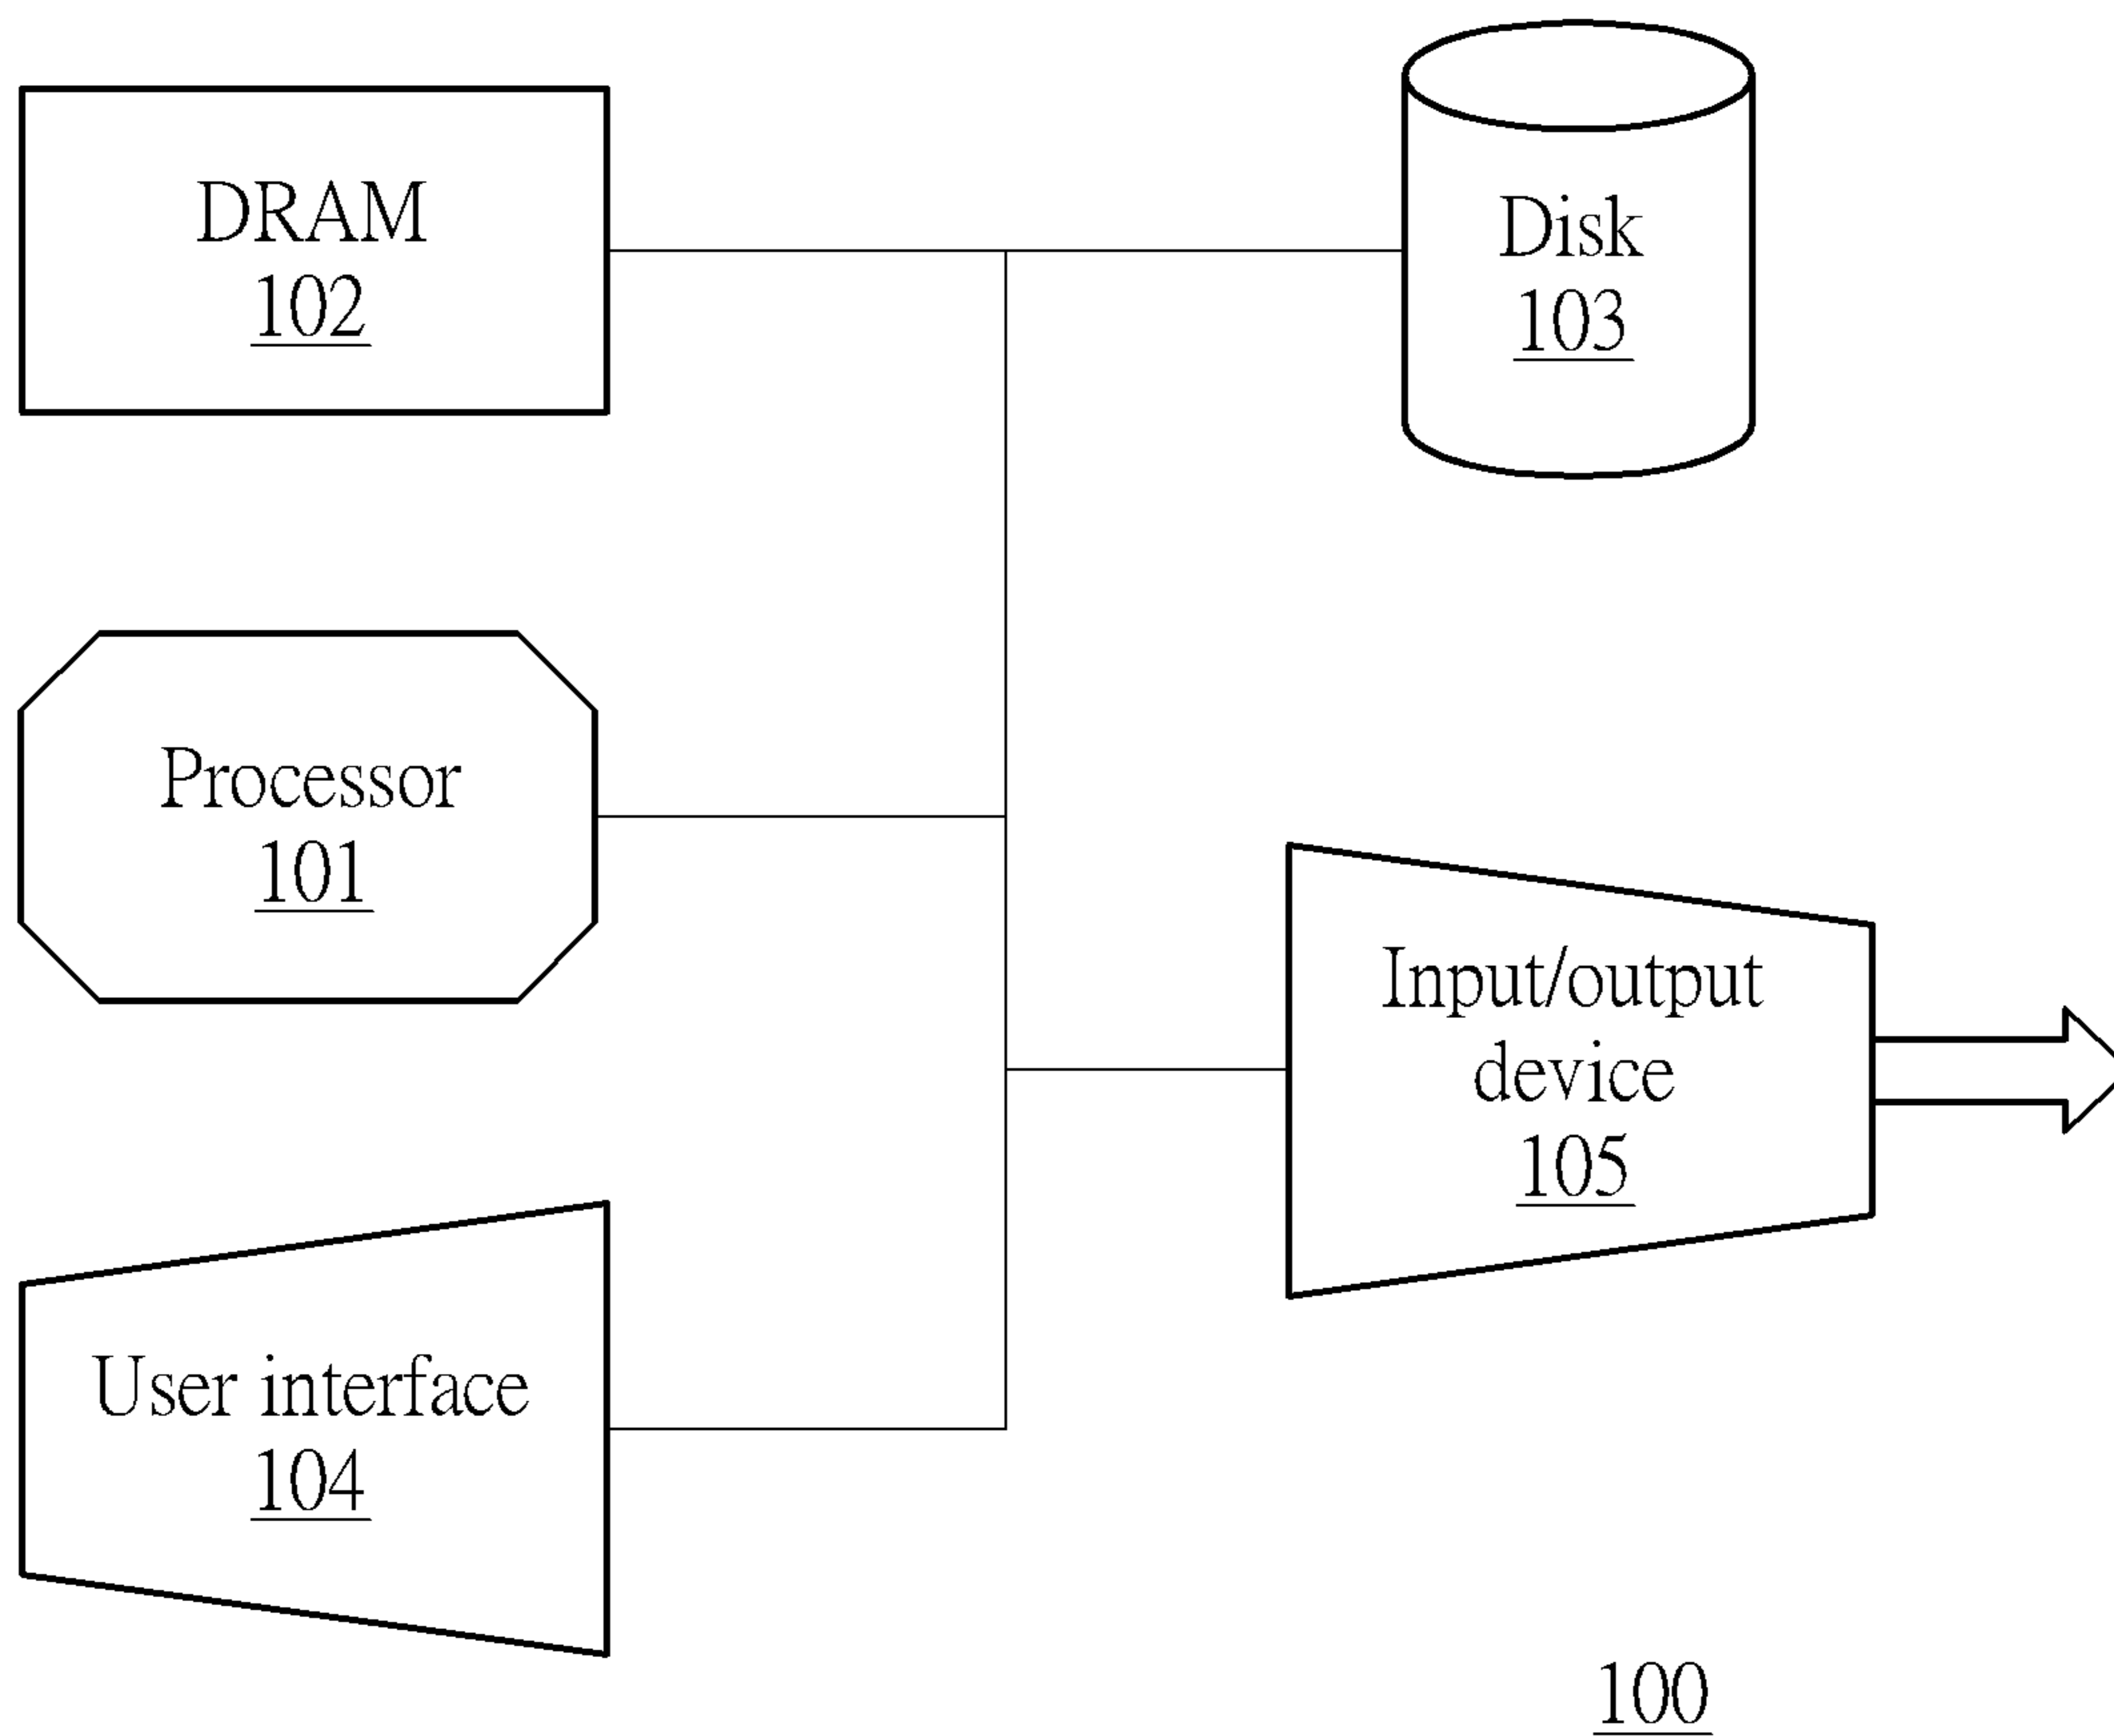 DRAM
102
Disk
103
Processor
101
Input/output
device
105
User interface
104
100